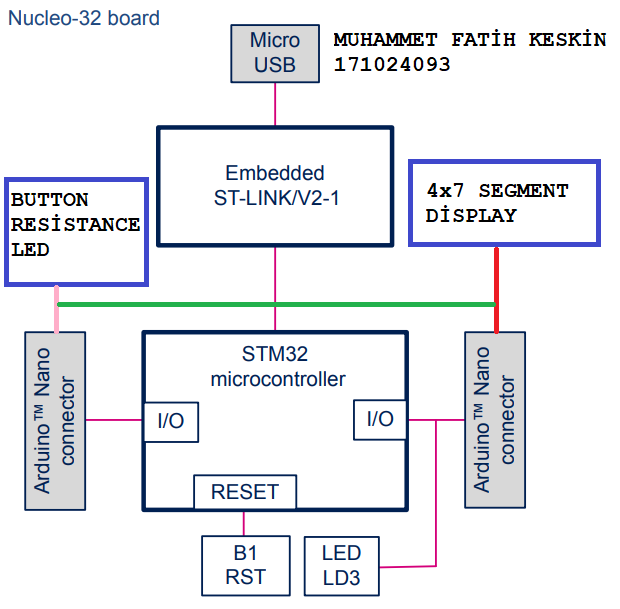 Nucleo-32 board
Micro
USB
MUHAMMET FATİH KESKİN
171024093
Embedded
ST-LINK/V2-1
BUTTON
RESİSTANCE
LED
4x7 SEGMENT
DİSPLAY
STM32
microcontroller
Arduino™ Nano
connector
I/O
I/O
Arduino™ Nano
connector
RESET
B1
RST
LED
LD3